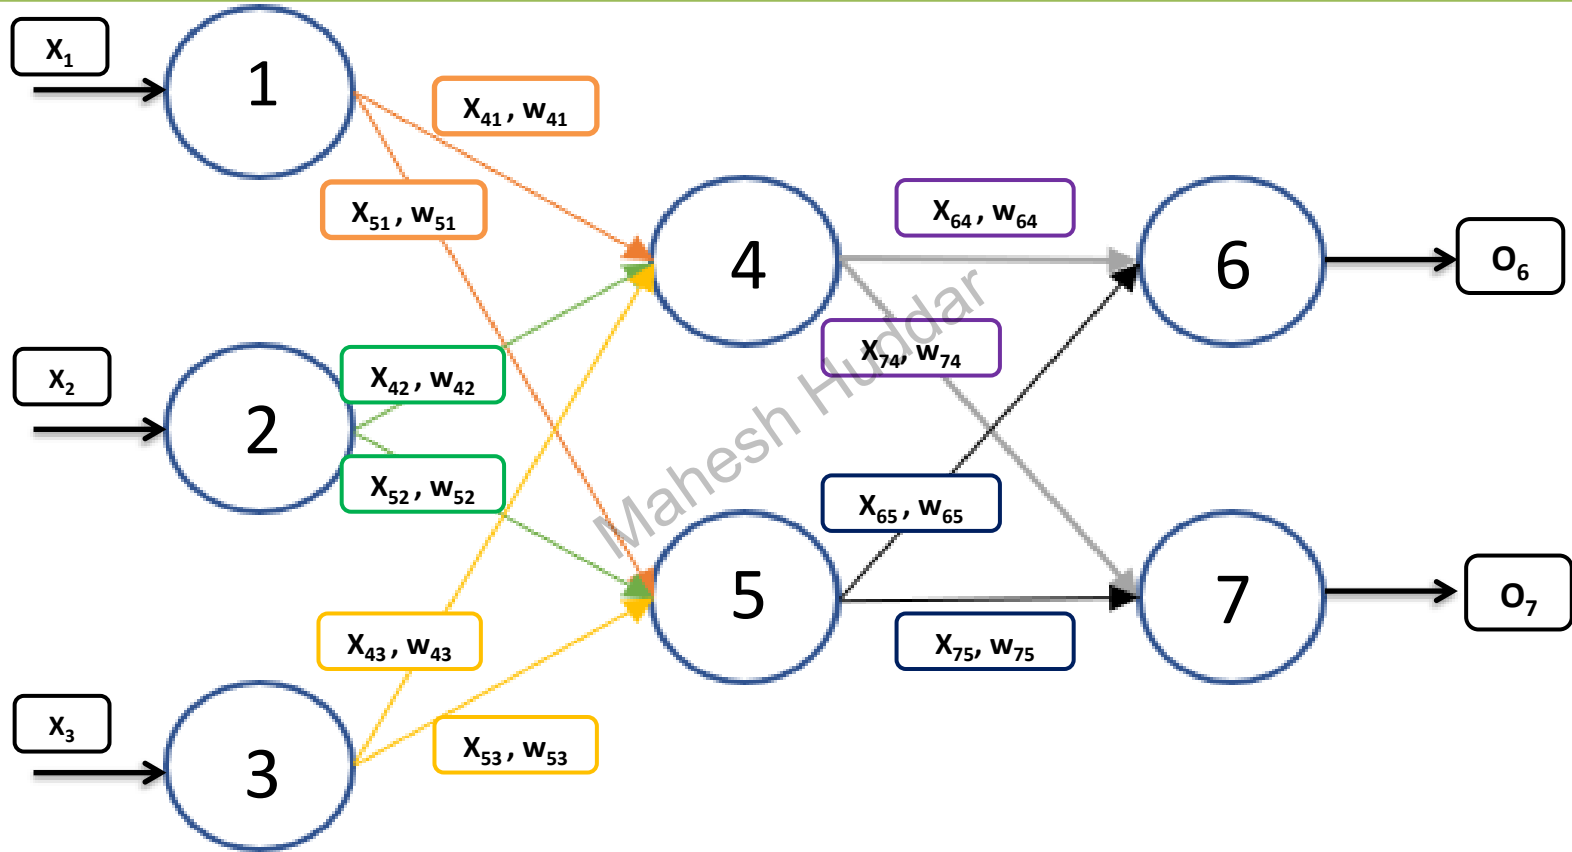 X₁
1
X₄₁ , w₄₁
X₅₁ , w₅₁
4
X₆₄ , w₆₄
6
O₆
X₂
2
X₄₂ , w₄₂
X₇₄, w₇₄
Mahesh Huddar
X₅₂ , w₅₂
X₆₅ , w₆₅
5
7
O₇
X₄₃ , w₄₃
X₇₅, w₇₅
X₃
3
X₅₃ , w₅₃